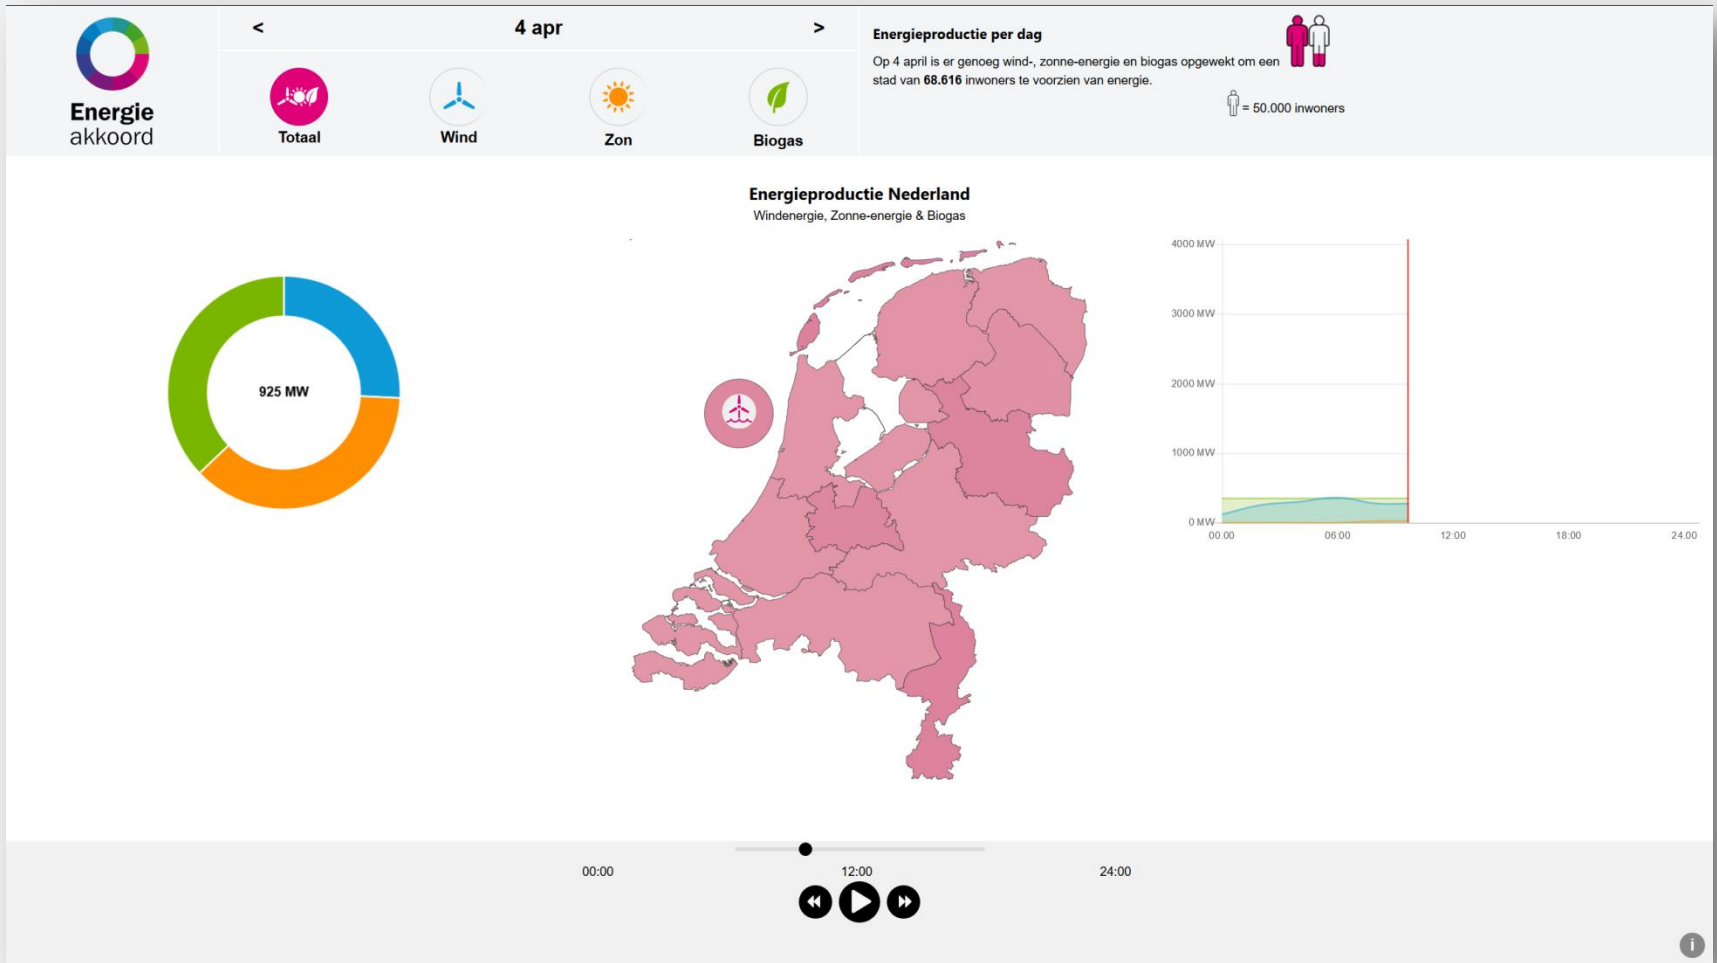 Energie
akkoord
<
4 apr
>
Totaal
Wind
Zon
Biogas
Energieproductie per dag
Op 4 april is er genoeg wind-, zonne-energie en biogas opgewekt om een
stad van 68.616 inwoners te voorzien van energie.
= 50.000 inwoners
Energieproductie Nederland
Windenergie, Zonne-energie & Biogas
925 MW
4000 MW
3000 MW
2000 MW
1000 MW
0 MW
00:00
06:00
12:00
18:00
24:00
00:00
12:00
24:00
i